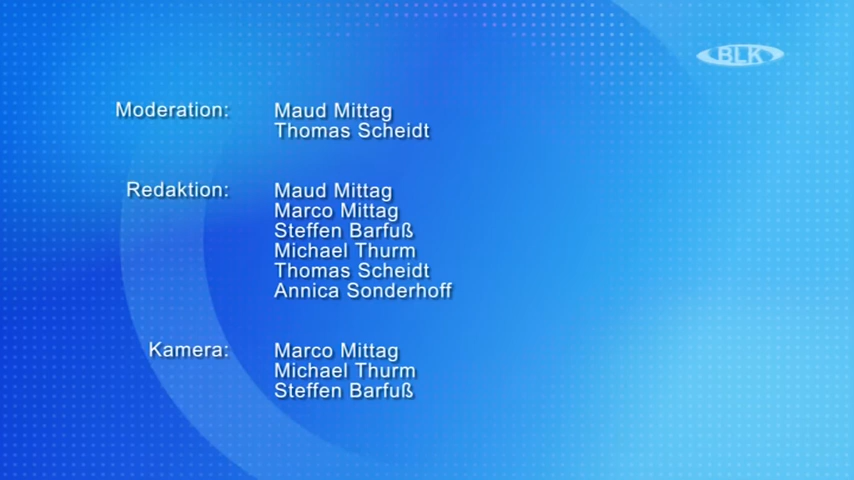 BLK
Moderation: Maud Mittag
Thomas Scheidt
Redaktion: Maud Mittag
Marco Mittag
Steffen Barfuß
Michael Thurm
Thomas Scheidt
Annica Sonderhoff
Kamera: Marco Mittag
Michael Thurm
Steffen Barfuß